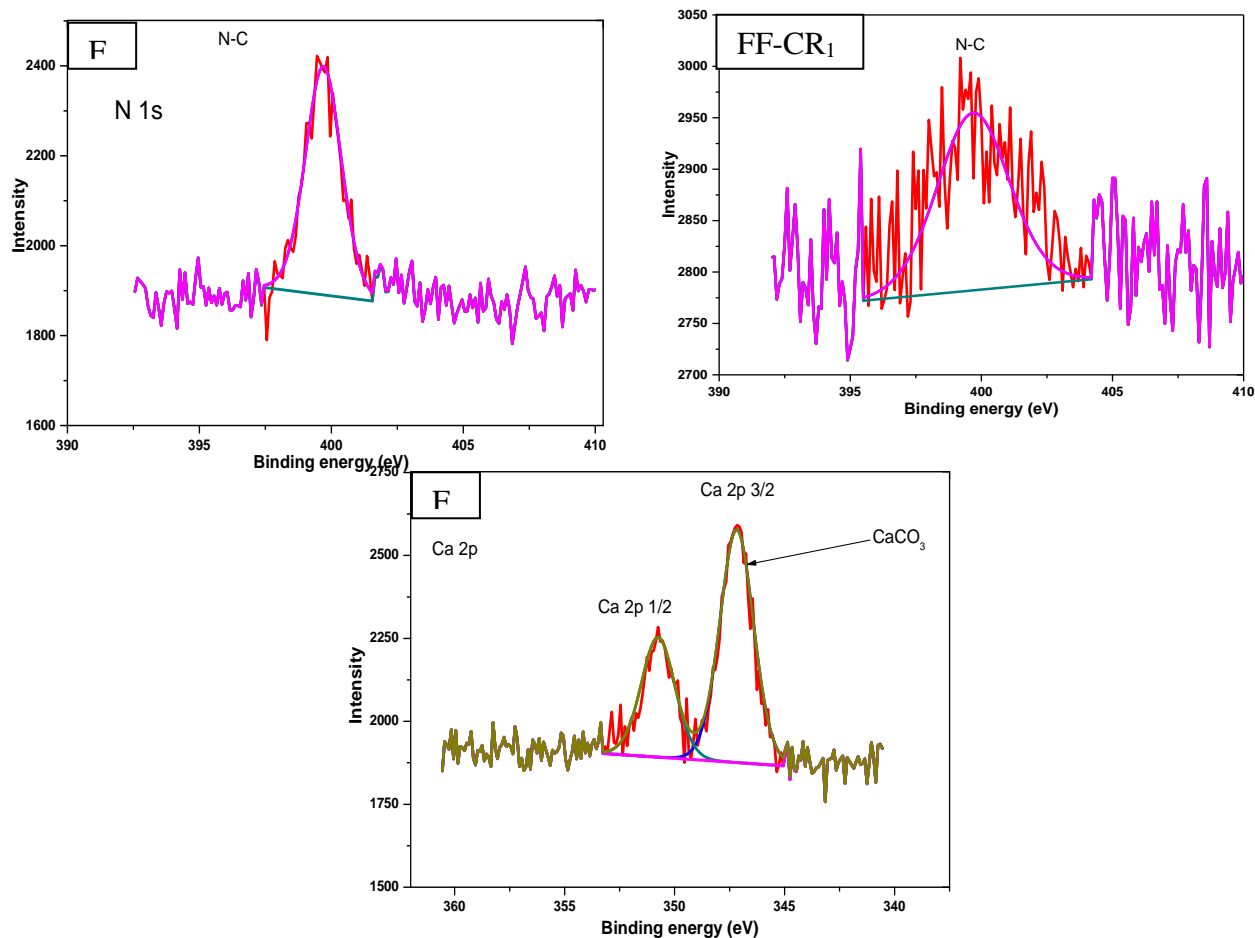 F
N-C
N 1s
2400
2200
2000
1800
1600
Intensity
390
395
400
405
410
Binding energy (eV)
FF-CR₁
N-C
3050
3000
2950
2900
2850
2800
2750
2700
Intensity
390
395
400
405
410
Binding energy (eV)
F
Ca 2p
Ca 2p 3/2
CaCO₃
Ca 2p 1/2
2750
2500
2250
2000
1750
1500
Intensity
360
355
350
345
340
Binding energy (eV)